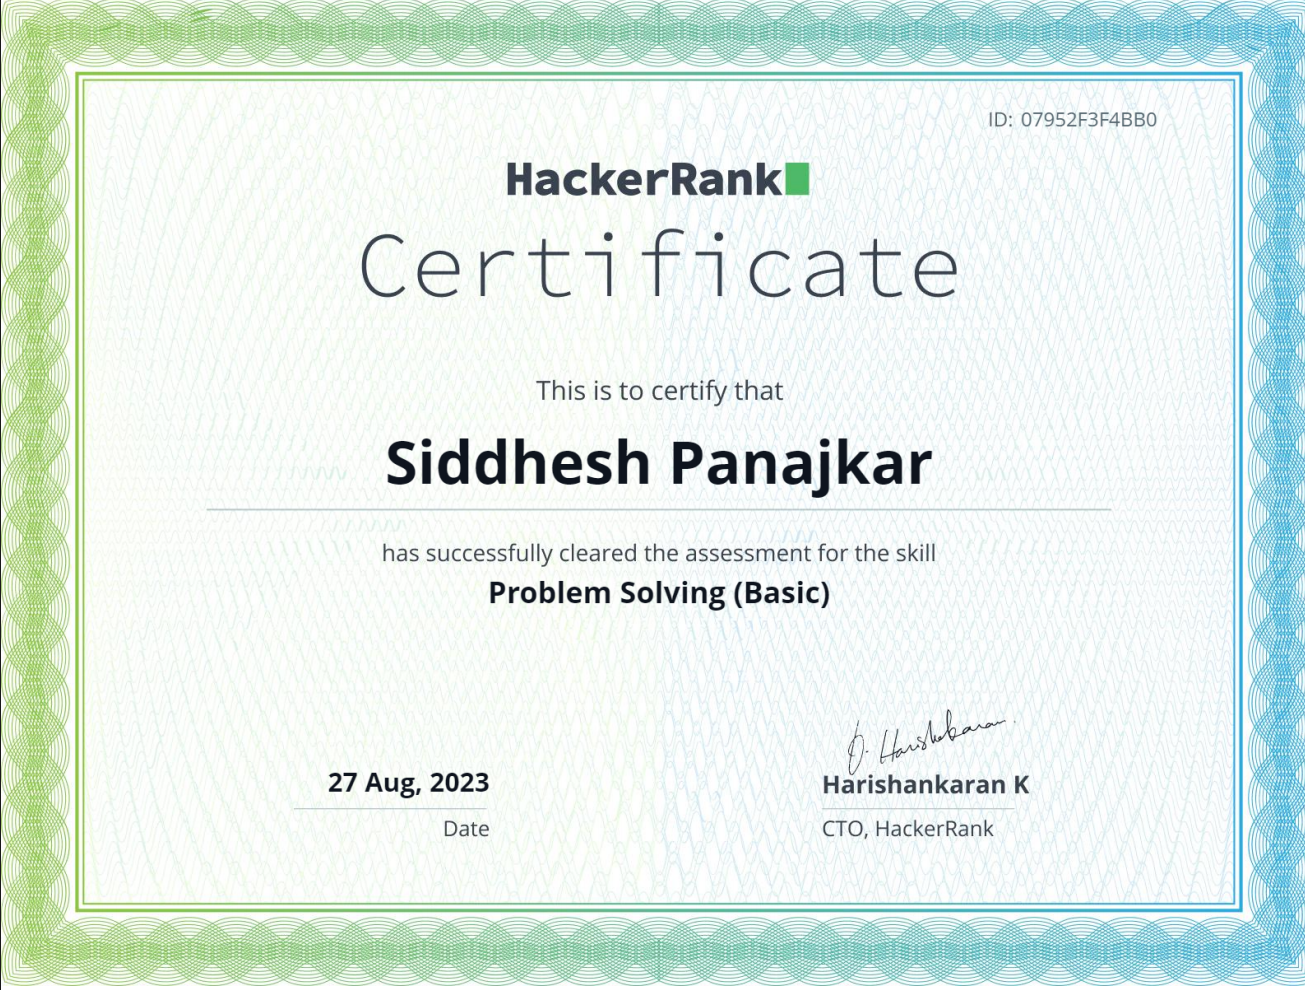 ID: 07952F3F4BB0
HackerRank
Certificate
This is to certify that
Siddhesh Panajkar
has successfully cleared the assessment for the skill
Problem Solving (Basic)
27 Aug, 2023
Date
Harishankaran
Harishankaran K
CTO, HackerRank